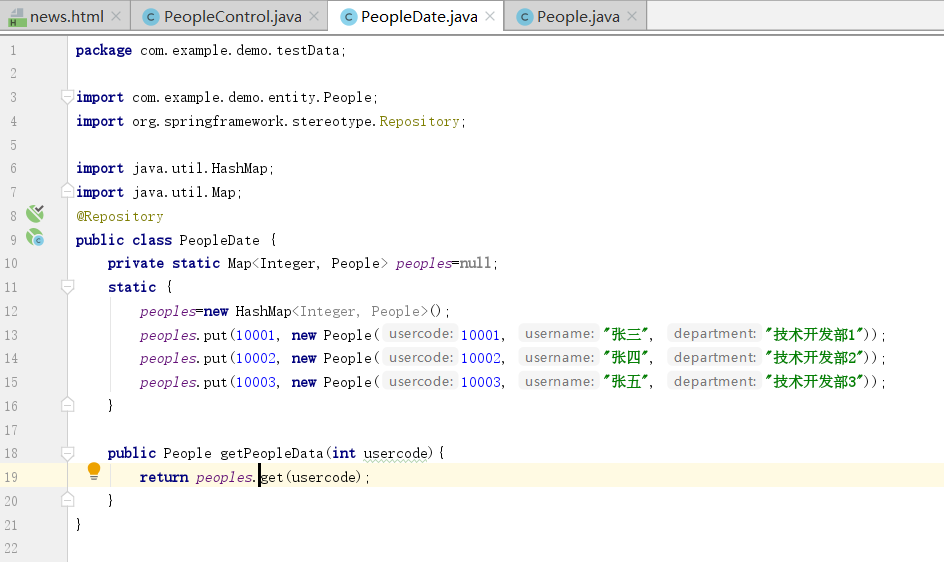 news.html PeopleControl.java PeopleDate.java People.java
1 package com.example.demo.testData;
2
3 import com.example.demo.entity.People;
4 import org.springframework.stereotype.Repository;
5
6 import java.util.HashMap;
7 import java.util.Map;
8 @Repository
9 public class PeopleDate {
10 private static Map<Integer, People> peoples=null;
11 static {
12 peoples=new HashMap<Integer, People>();
13 peoples.put(10001, new People( usercode: 10001, username: "张三", department: "技术开发部1"));
14 peoples.put(10002, new People( usercode: 10002, username: "张四", department: "技术开发部2"));
15 peoples.put(10003, new People( usercode: 10003, username: "张五", department: "技术开发部3"));
16 }
17
18 public People getPeopleData(int usercode){
19 return peoples.get(usercode);
20 }
21 }
22